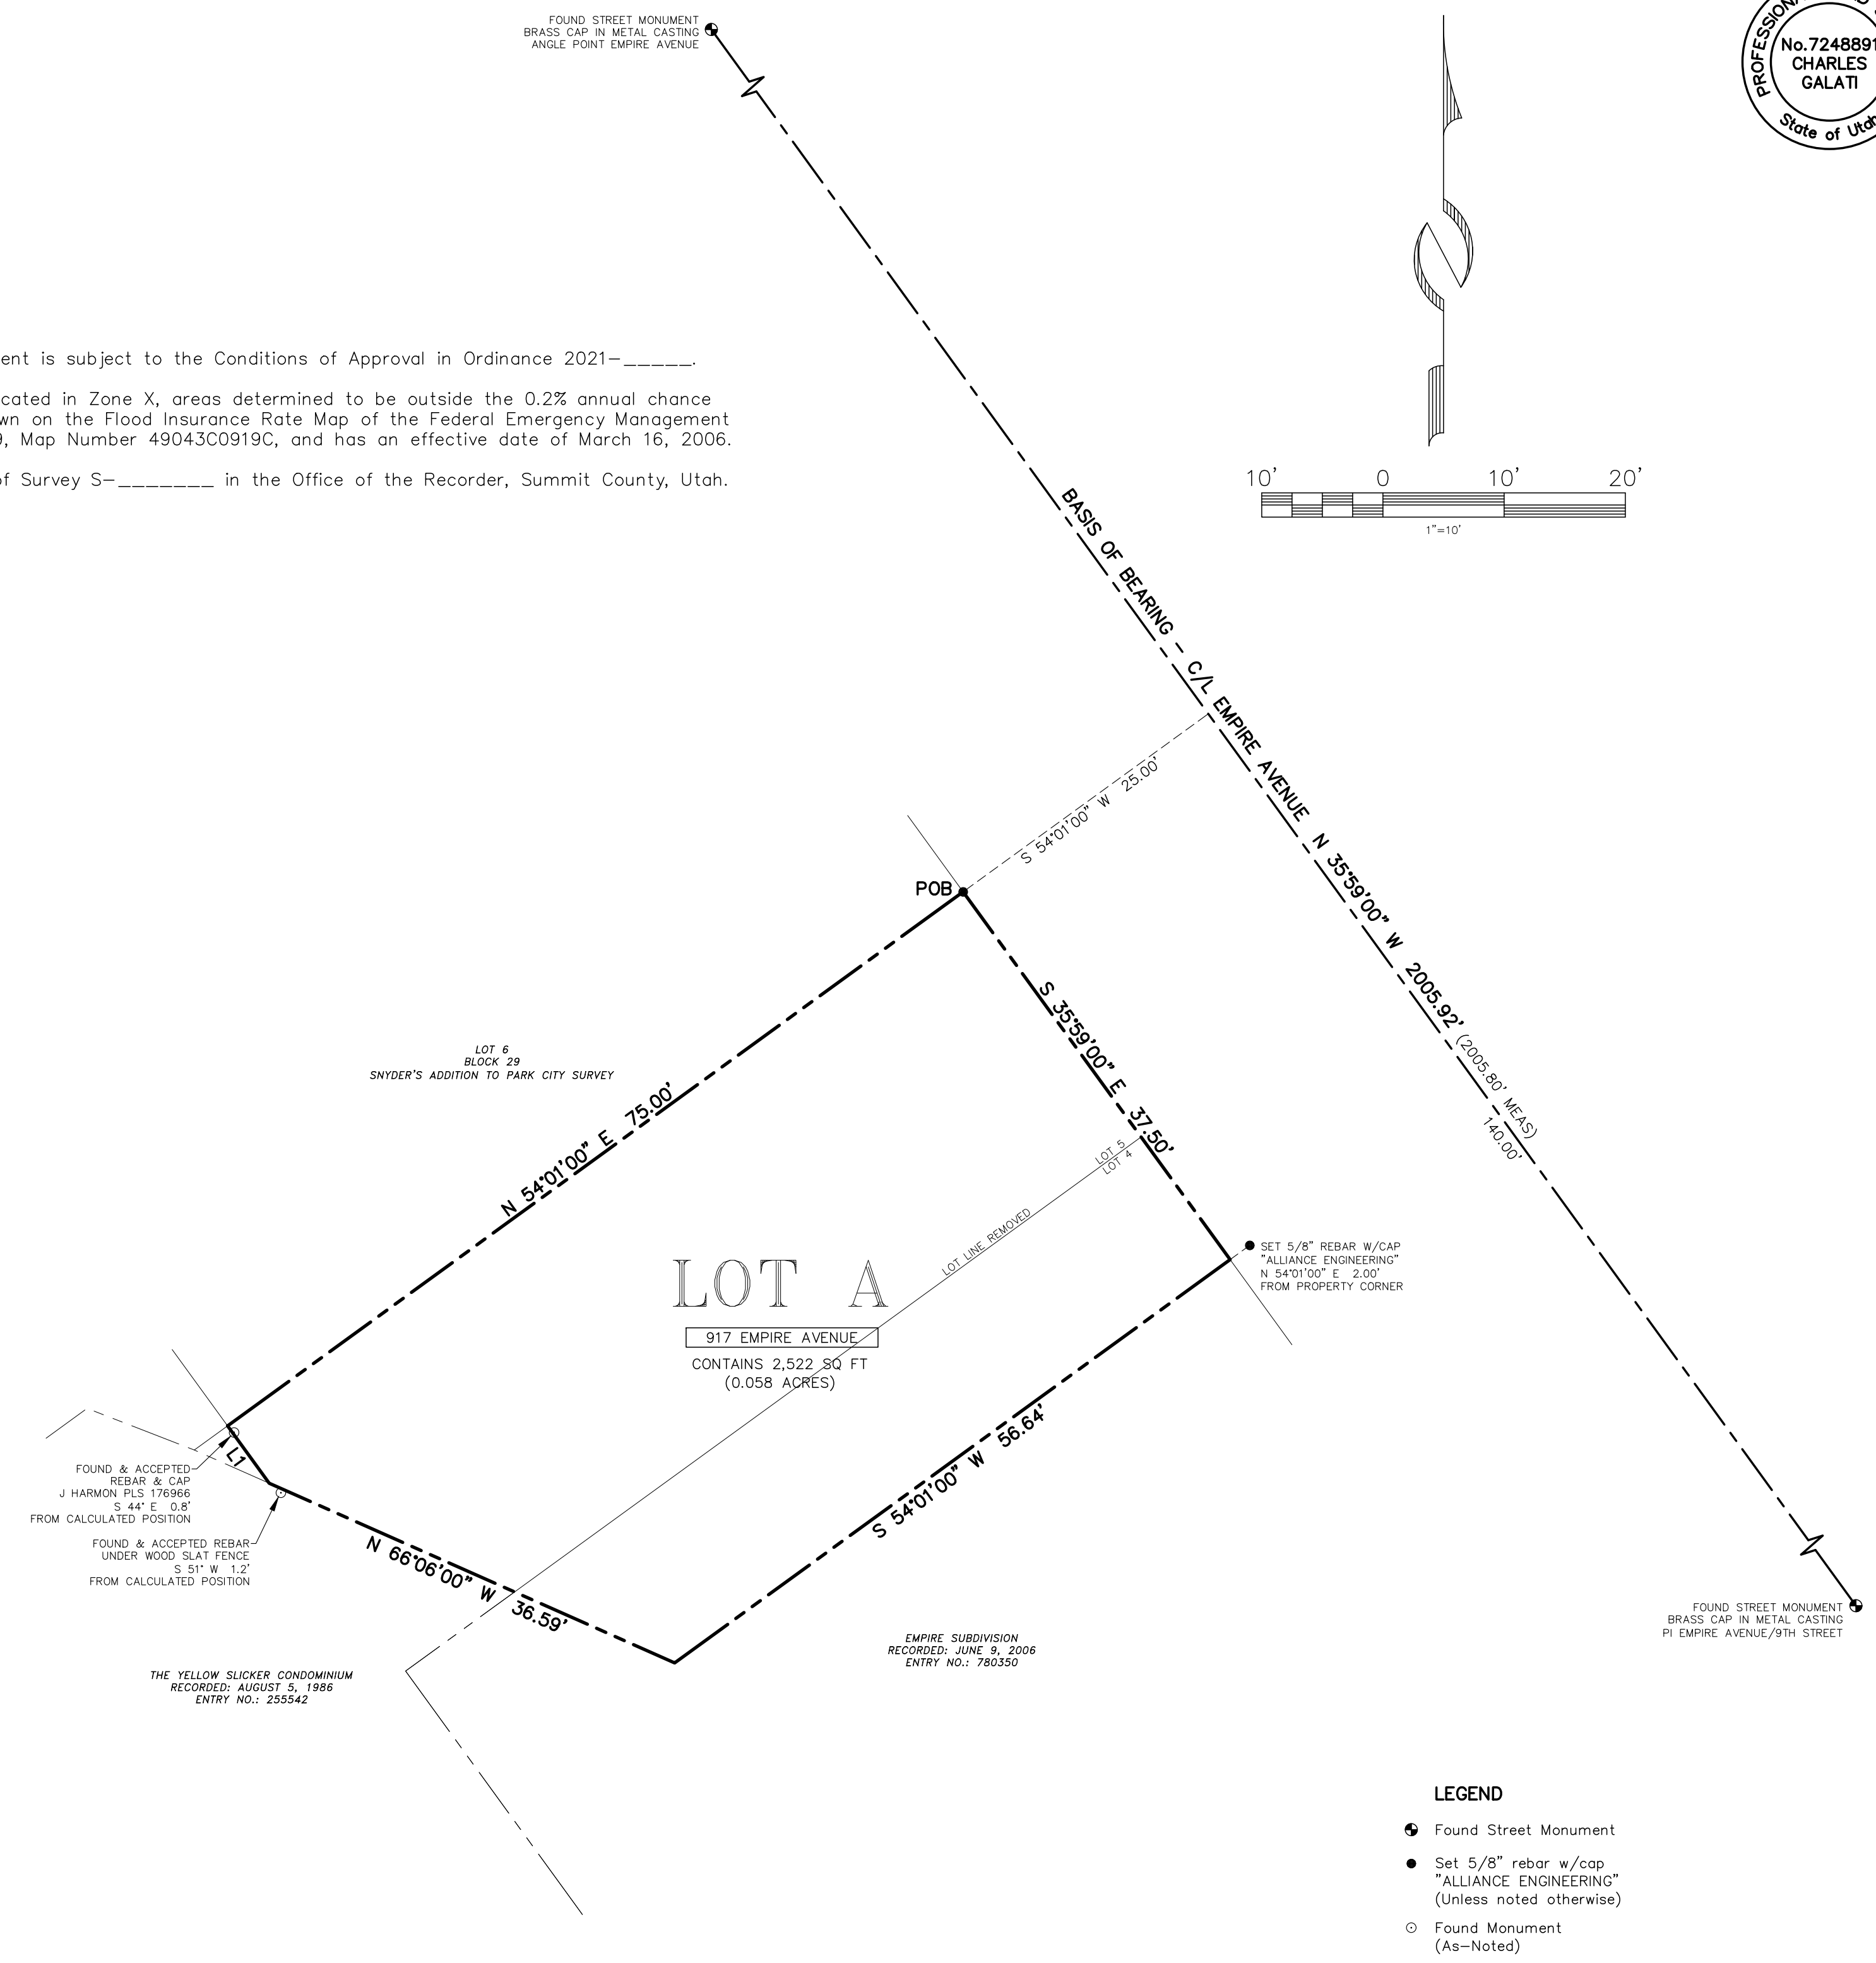 FOUND STREET MONUMENT
BRASS CAP IN METAL CASTING
ANGLE POINT EMPIRE AVENUE
No.7248891
CHARLES
GALATI
State of Utah
ent is subject to the Conditions of Approval in Ordinance 2021-_____.
cated in Zone X, areas determined to be outside the 0.2% annual chance
wn on the Flood Insurance Rate Map of the Federal Emergency Management
9, Map Number 49043C0919C, and has an effective date of March 16, 2006.
of Survey S-_______ in the Office of the Recorder, Summit County, Utah.
N
10' 0 10' 20'
1"=10'
BASIS OF BEARING - C/L EMPIRE AVENUE N 35°59'00" W 2005.92' (2005.80' MEAS)
140.00'
S 54°01'00" W 25.00'
POB
S 35°59'00" E 37.50'
LOT 6
BLOCK 29
SNYDER'S ADDITION TO PARK CITY SURVEY
N 54°01'00" E 75.00'
LOT 5
LOT 4
LOT LINE REMOVED
SET 5/8" REBAR W/CAP
"ALLIANCE ENGINEERING"
N 54°01'00" E 2.00'
FROM PROPERTY CORNER
LOT A
917 EMPIRE AVENUE
CONTAINS 2,522 SQ FT
(0.058 ACRES)
S 54°01'00" W 56.64'
L1
FOUND & ACCEPTED
REBAR & CAP
J HARMON PLS 176966
S 44° E 0.8'
FROM CALCULATED POSITION
FOUND & ACCEPTED REBAR
UNDER WOOD SLAT FENCE
S 51° W 1.2'
FROM CALCULATED POSITION
N 66°06'00" W 36.59'
THE YELLOW SLICKER CONDOMINIUM
RECORDED: AUGUST 5, 1986
ENTRY NO.: 255542
EMPIRE SUBDIVISION
RECORDED: JUNE 9, 2006
ENTRY NO.: 780350
FOUND STREET MONUMENT
BRASS CAP IN METAL CASTING
PI EMPIRE AVENUE/9TH STREET
LEGEND
Found Street Monument
Set 5/8" rebar w/cap
"ALLIANCE ENGINEERING"
(Unless noted otherwise)
Found Monument
(As-Noted)